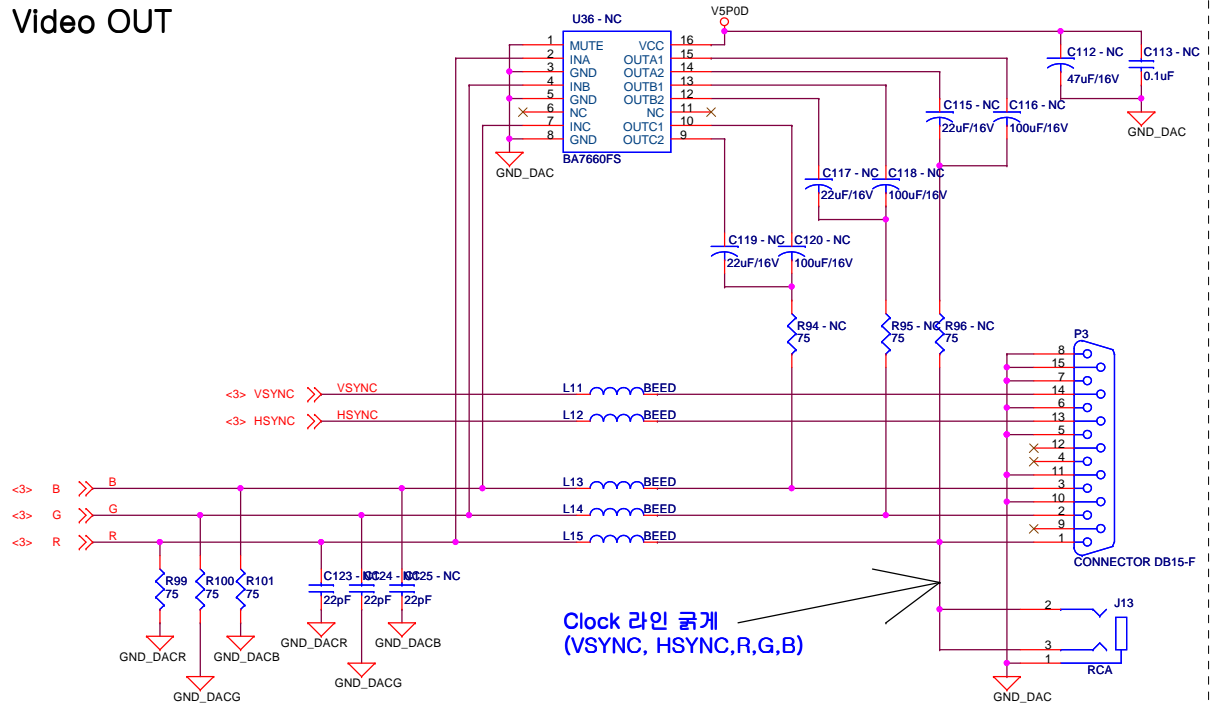 Video OUT
V5P0D
U36 - NC
1 MUTE VCC 16
2 INA OUTA1 15
3 GND OUTA2 14
4 INB OUTB1 13
5 GND OUTB2 12
6 NC NC 11
7 INC OUTC1 10
8 GND OUTC2 9
BA7660FS
GND_DAC
C112 - NC
47uF/16V
C113 - NC
0.1uF
GND_DAC
C115 - NC
22uF/16V
C116 - NC
100uF/16V
C117 - NC
22uF/16V
C118 - NC
100uF/16V
C119 - NC
22uF/16V
C120 - NC
100uF/16V
R94 - NC
75
R95 - NC
75
R96 - NC
75
P3
8
15
7
14
6
13
5
12
4
11
3
10
2
9
1
CONNECTOR DB15-F
<3> VSYNC VSYNC L11 BEED
<3> HSYNC HSYNC L12 BEED
<3> B B L13 BEED
<3> G G L14 BEED
<3> R R L15 BEED
R99
75
R100
75
R101
75
C123 - NC
22pF
C124 - NC
22pF
C125 - NC
22pF
GND_DACR
GND_DACB
GND_DACR
GND_DACB
GND_DACG
GND_DACG
Clock 라인 굵게
(VSYNC, HSYNC,R,G,B)
J13
2
3
1
RCA
GND_DAC